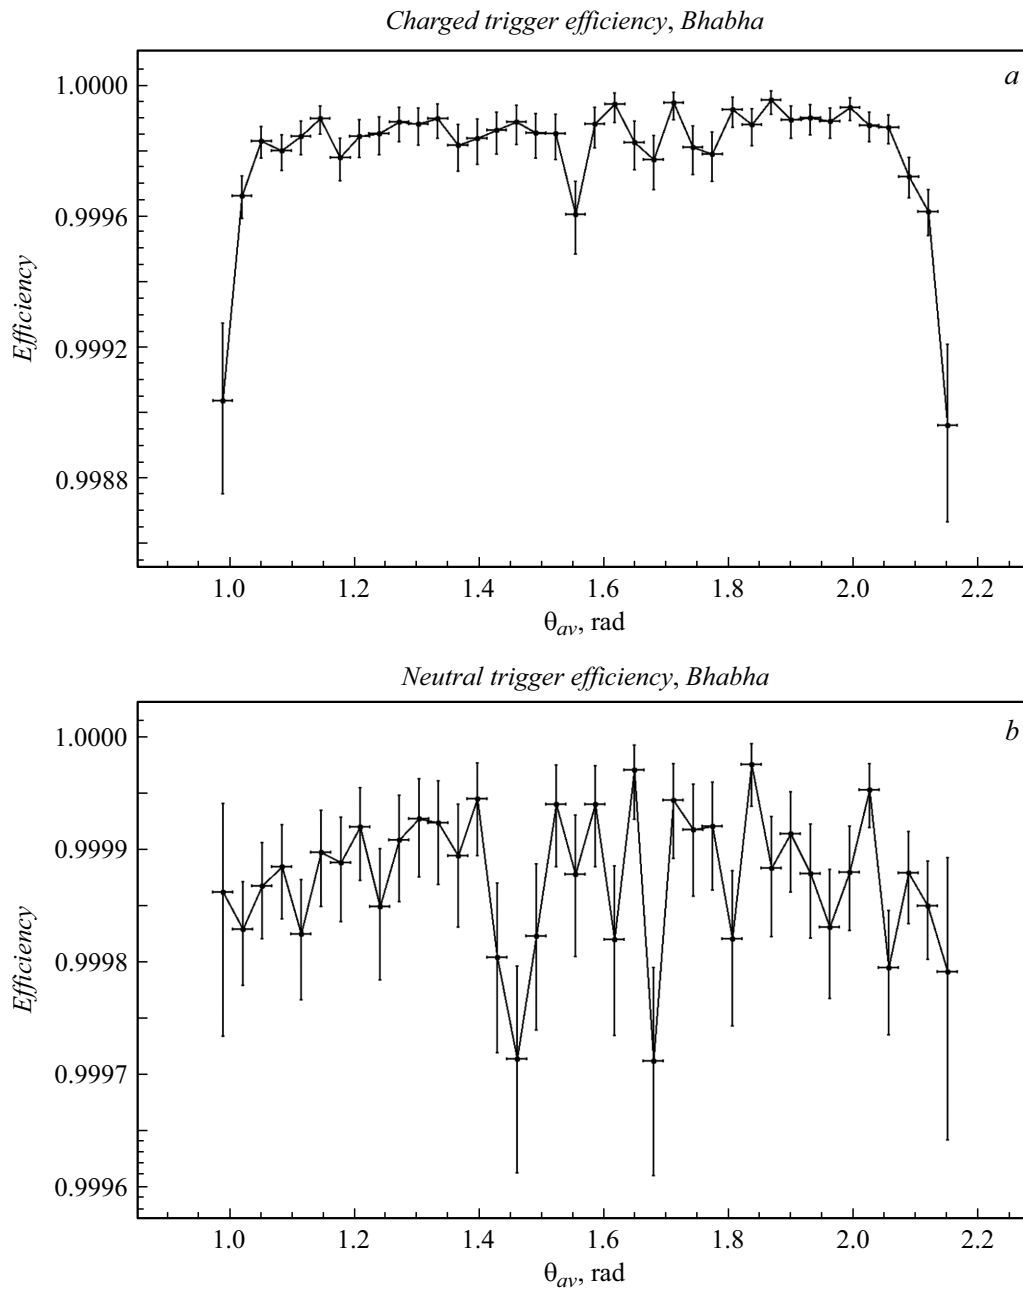 Charged trigger efficiency, Bhabha
a
1.0000
0.9996
0.9992
0.9988
Efficiency
1.0 1.2 1.4 1.6 1.8 2.0 2.2
θav, rad
Neutral trigger efficiency, Bhabha
b
1.0000
0.9999
0.9998
0.9997
0.9996
Efficiency
1.0 1.2 1.4 1.6 1.8 2.0 2.2
θav, rad